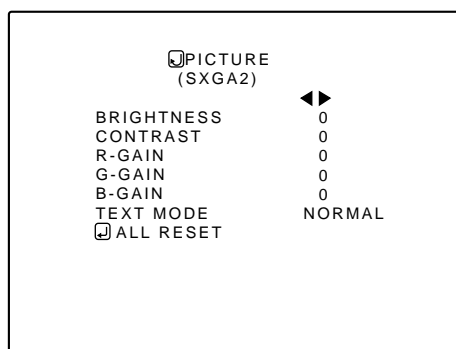 PICTURE
(SXGA2)
BRIGHTNESS 0
CONTRAST 0
R-GAIN 0
G-GAIN 0
B-GAIN 0
TEXT MODE NORMAL
ALL RESET